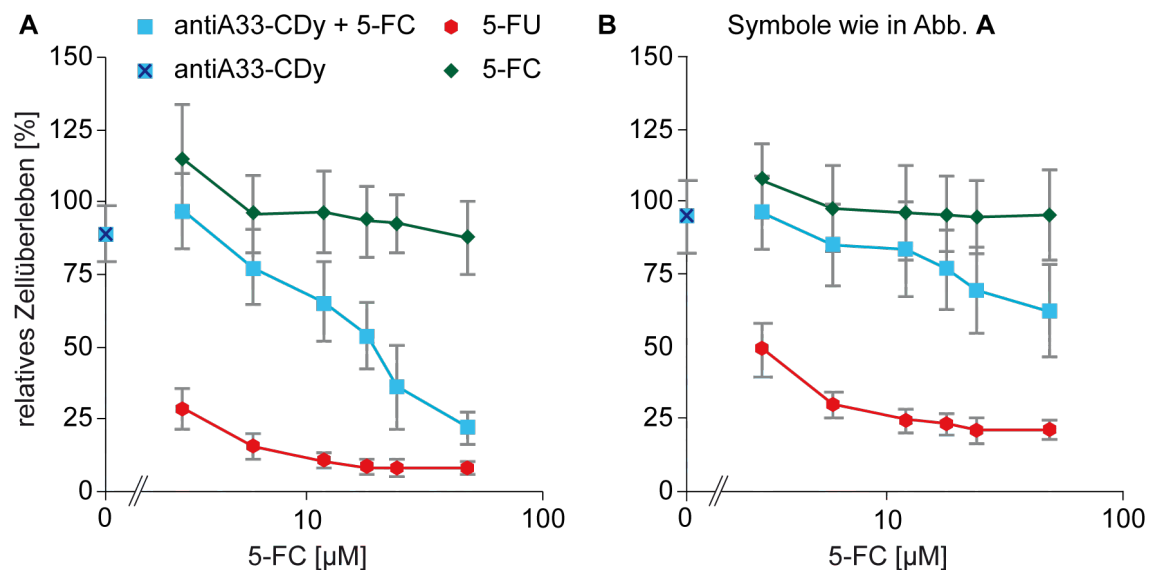 A antiA33-CDy + 5-FC 5-FU
antiA33-CDy 5-FC
relatives Zellüberleben [%]
150
125
100
75
50
25
0
0 10 100
5-FC [µM]
B Symbole wie in Abb. A
150
125
100
75
50
25
0
0 10 100
5-FC [µM]